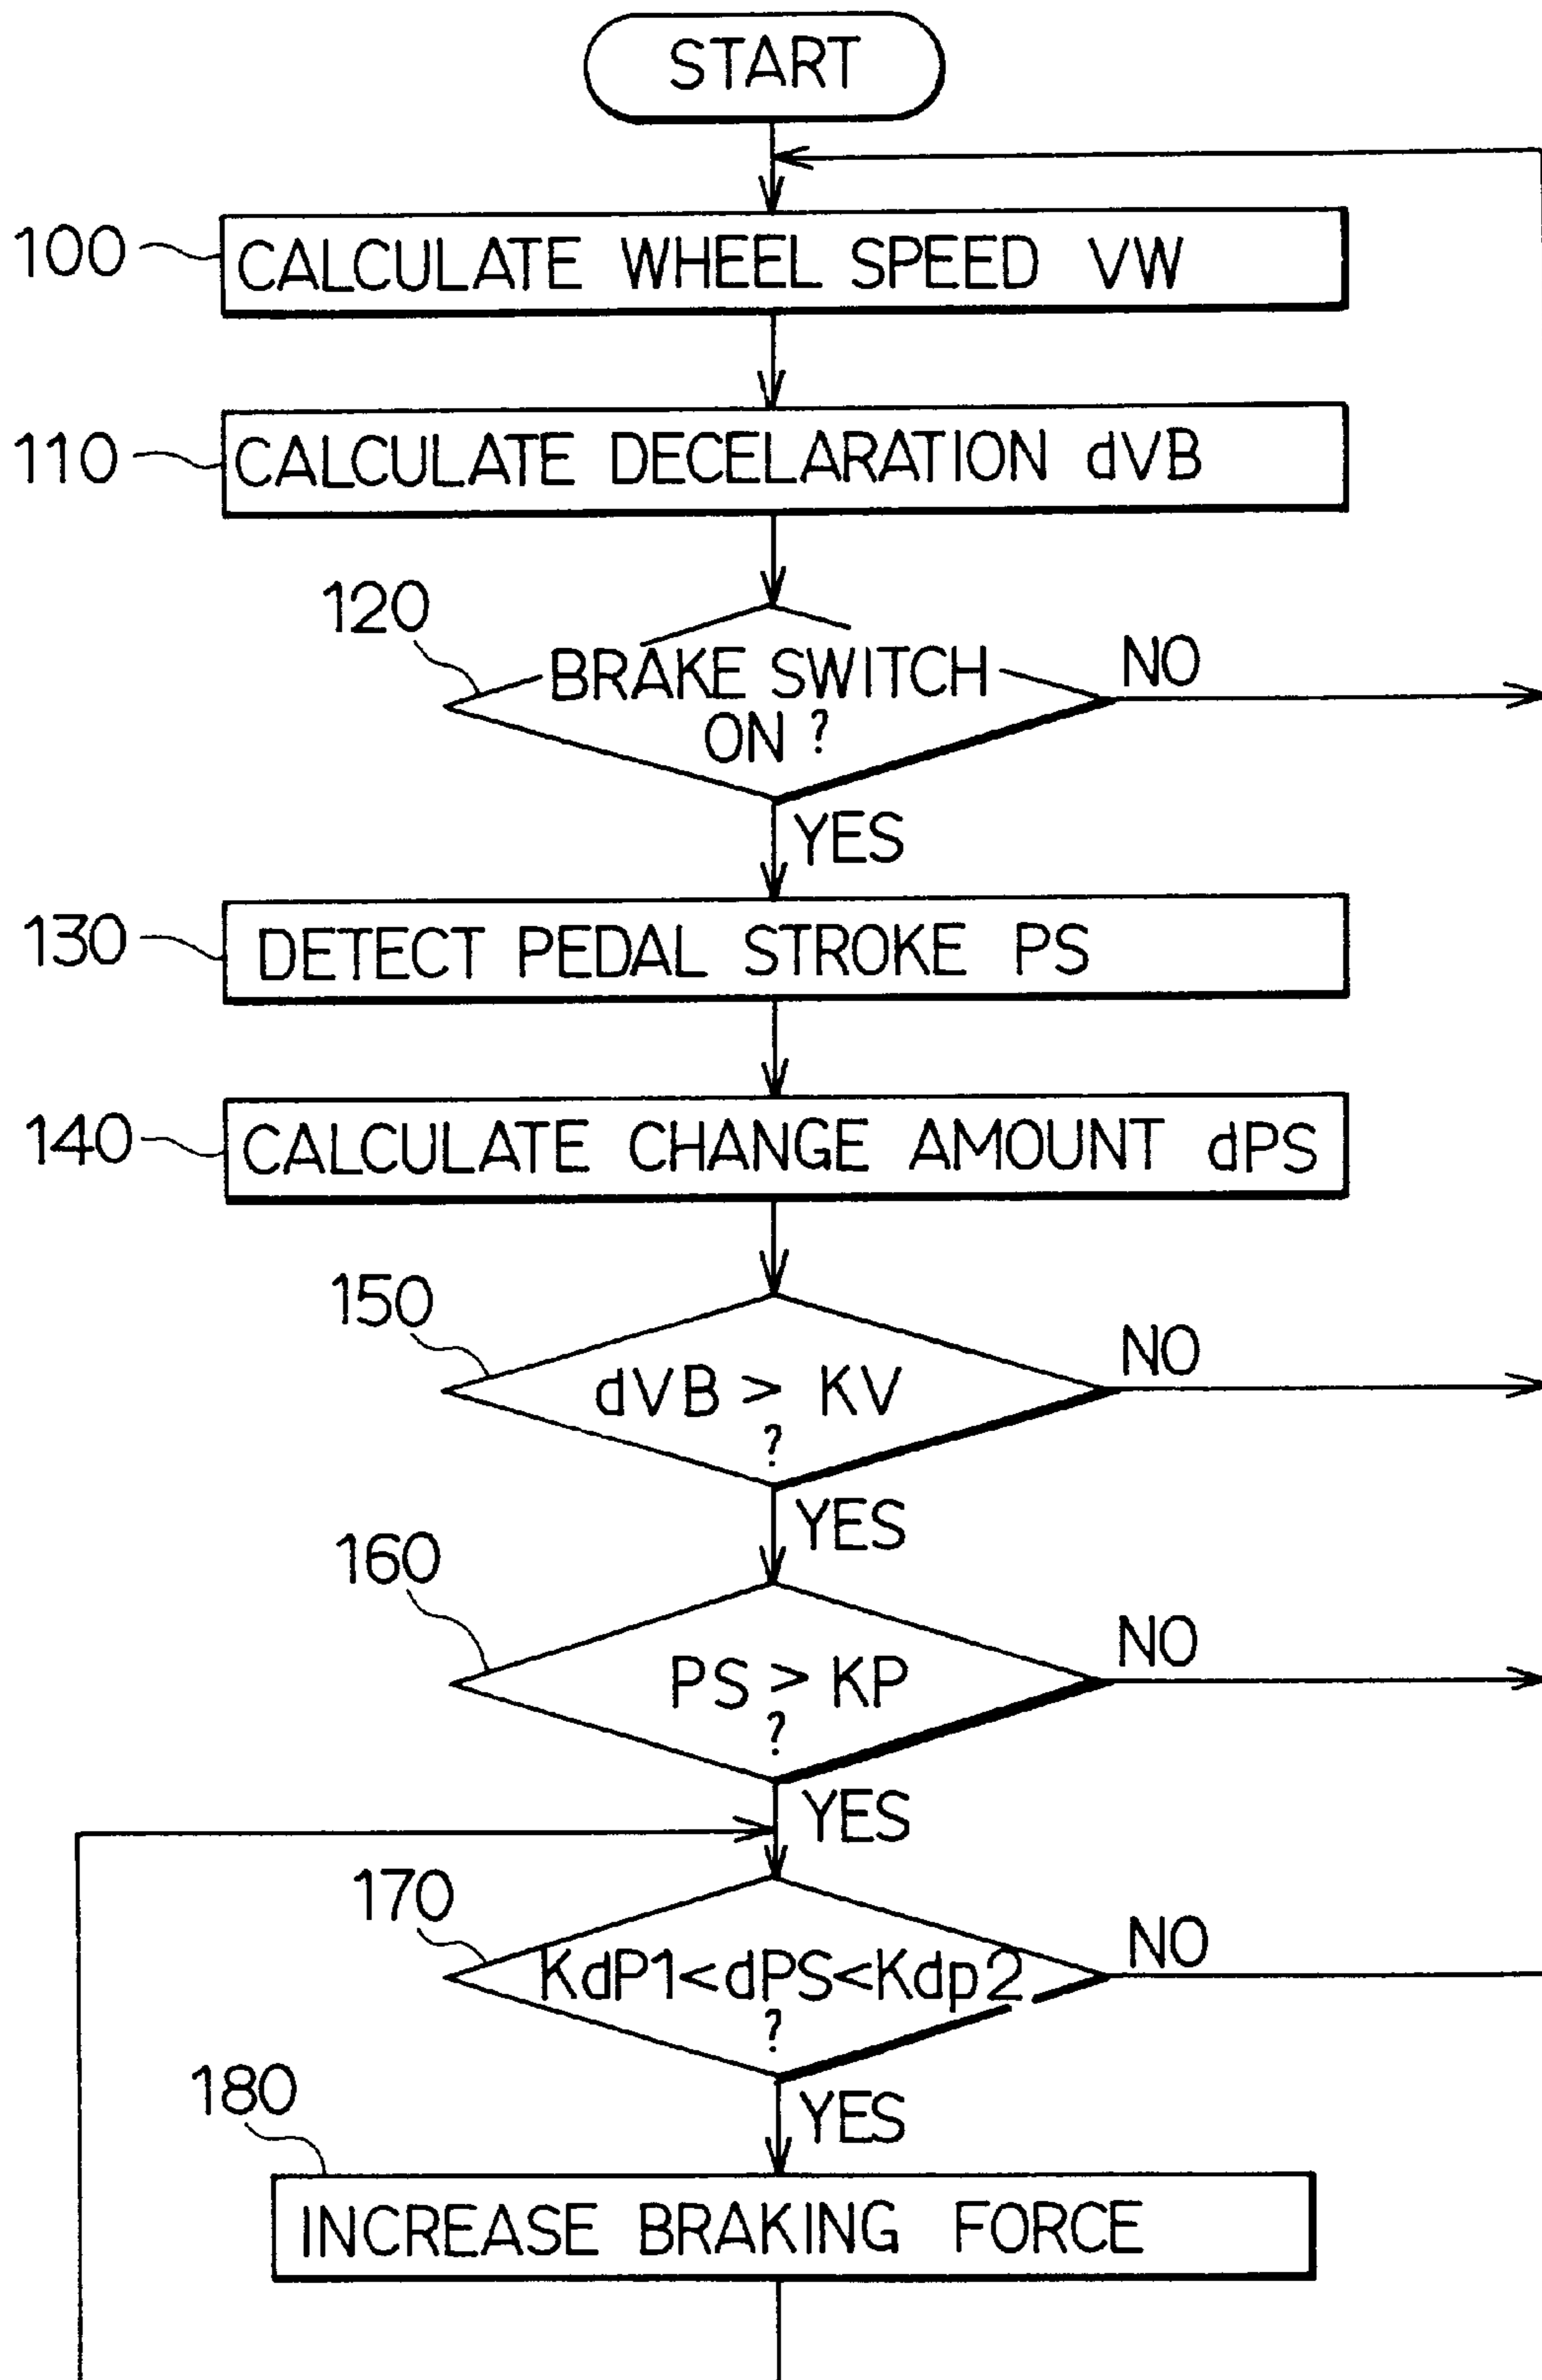 START
100
CALCULATE WHEEL SPEED VW
110
CALCULATE DECELARATION dVB
120
BRAKE SWITCH
ON ?
NO
YES
130
DETECT PEDAL STROKE PS
140
CALCULATE CHANGE AMOUNT dPS
150
dVB > KV
?
NO
YES
160
PS > KP
?
NO
YES
170
KdP1<dPS<Kdp2
?
NO
YES
180
INCREASE BRAKING FORCE